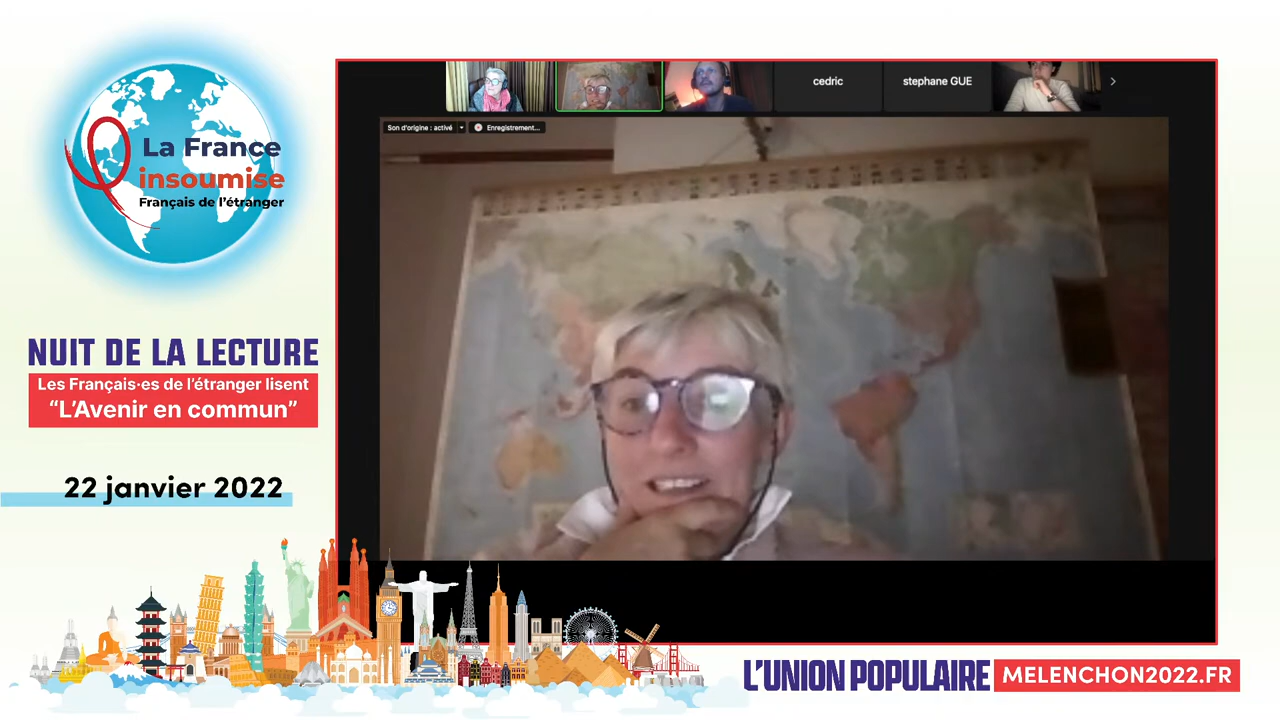 La France
insoumise
Français de l'étranger
NUIT DE LA LECTURE
Les Français·es de l'étranger lisent
“L'Avenir en commun”
22 janvier 2022
cedric
stephane GUE
Son d'origine : activé
Enregistrement...
L'UNION POPULAIRE
MELENCHON2022.FR